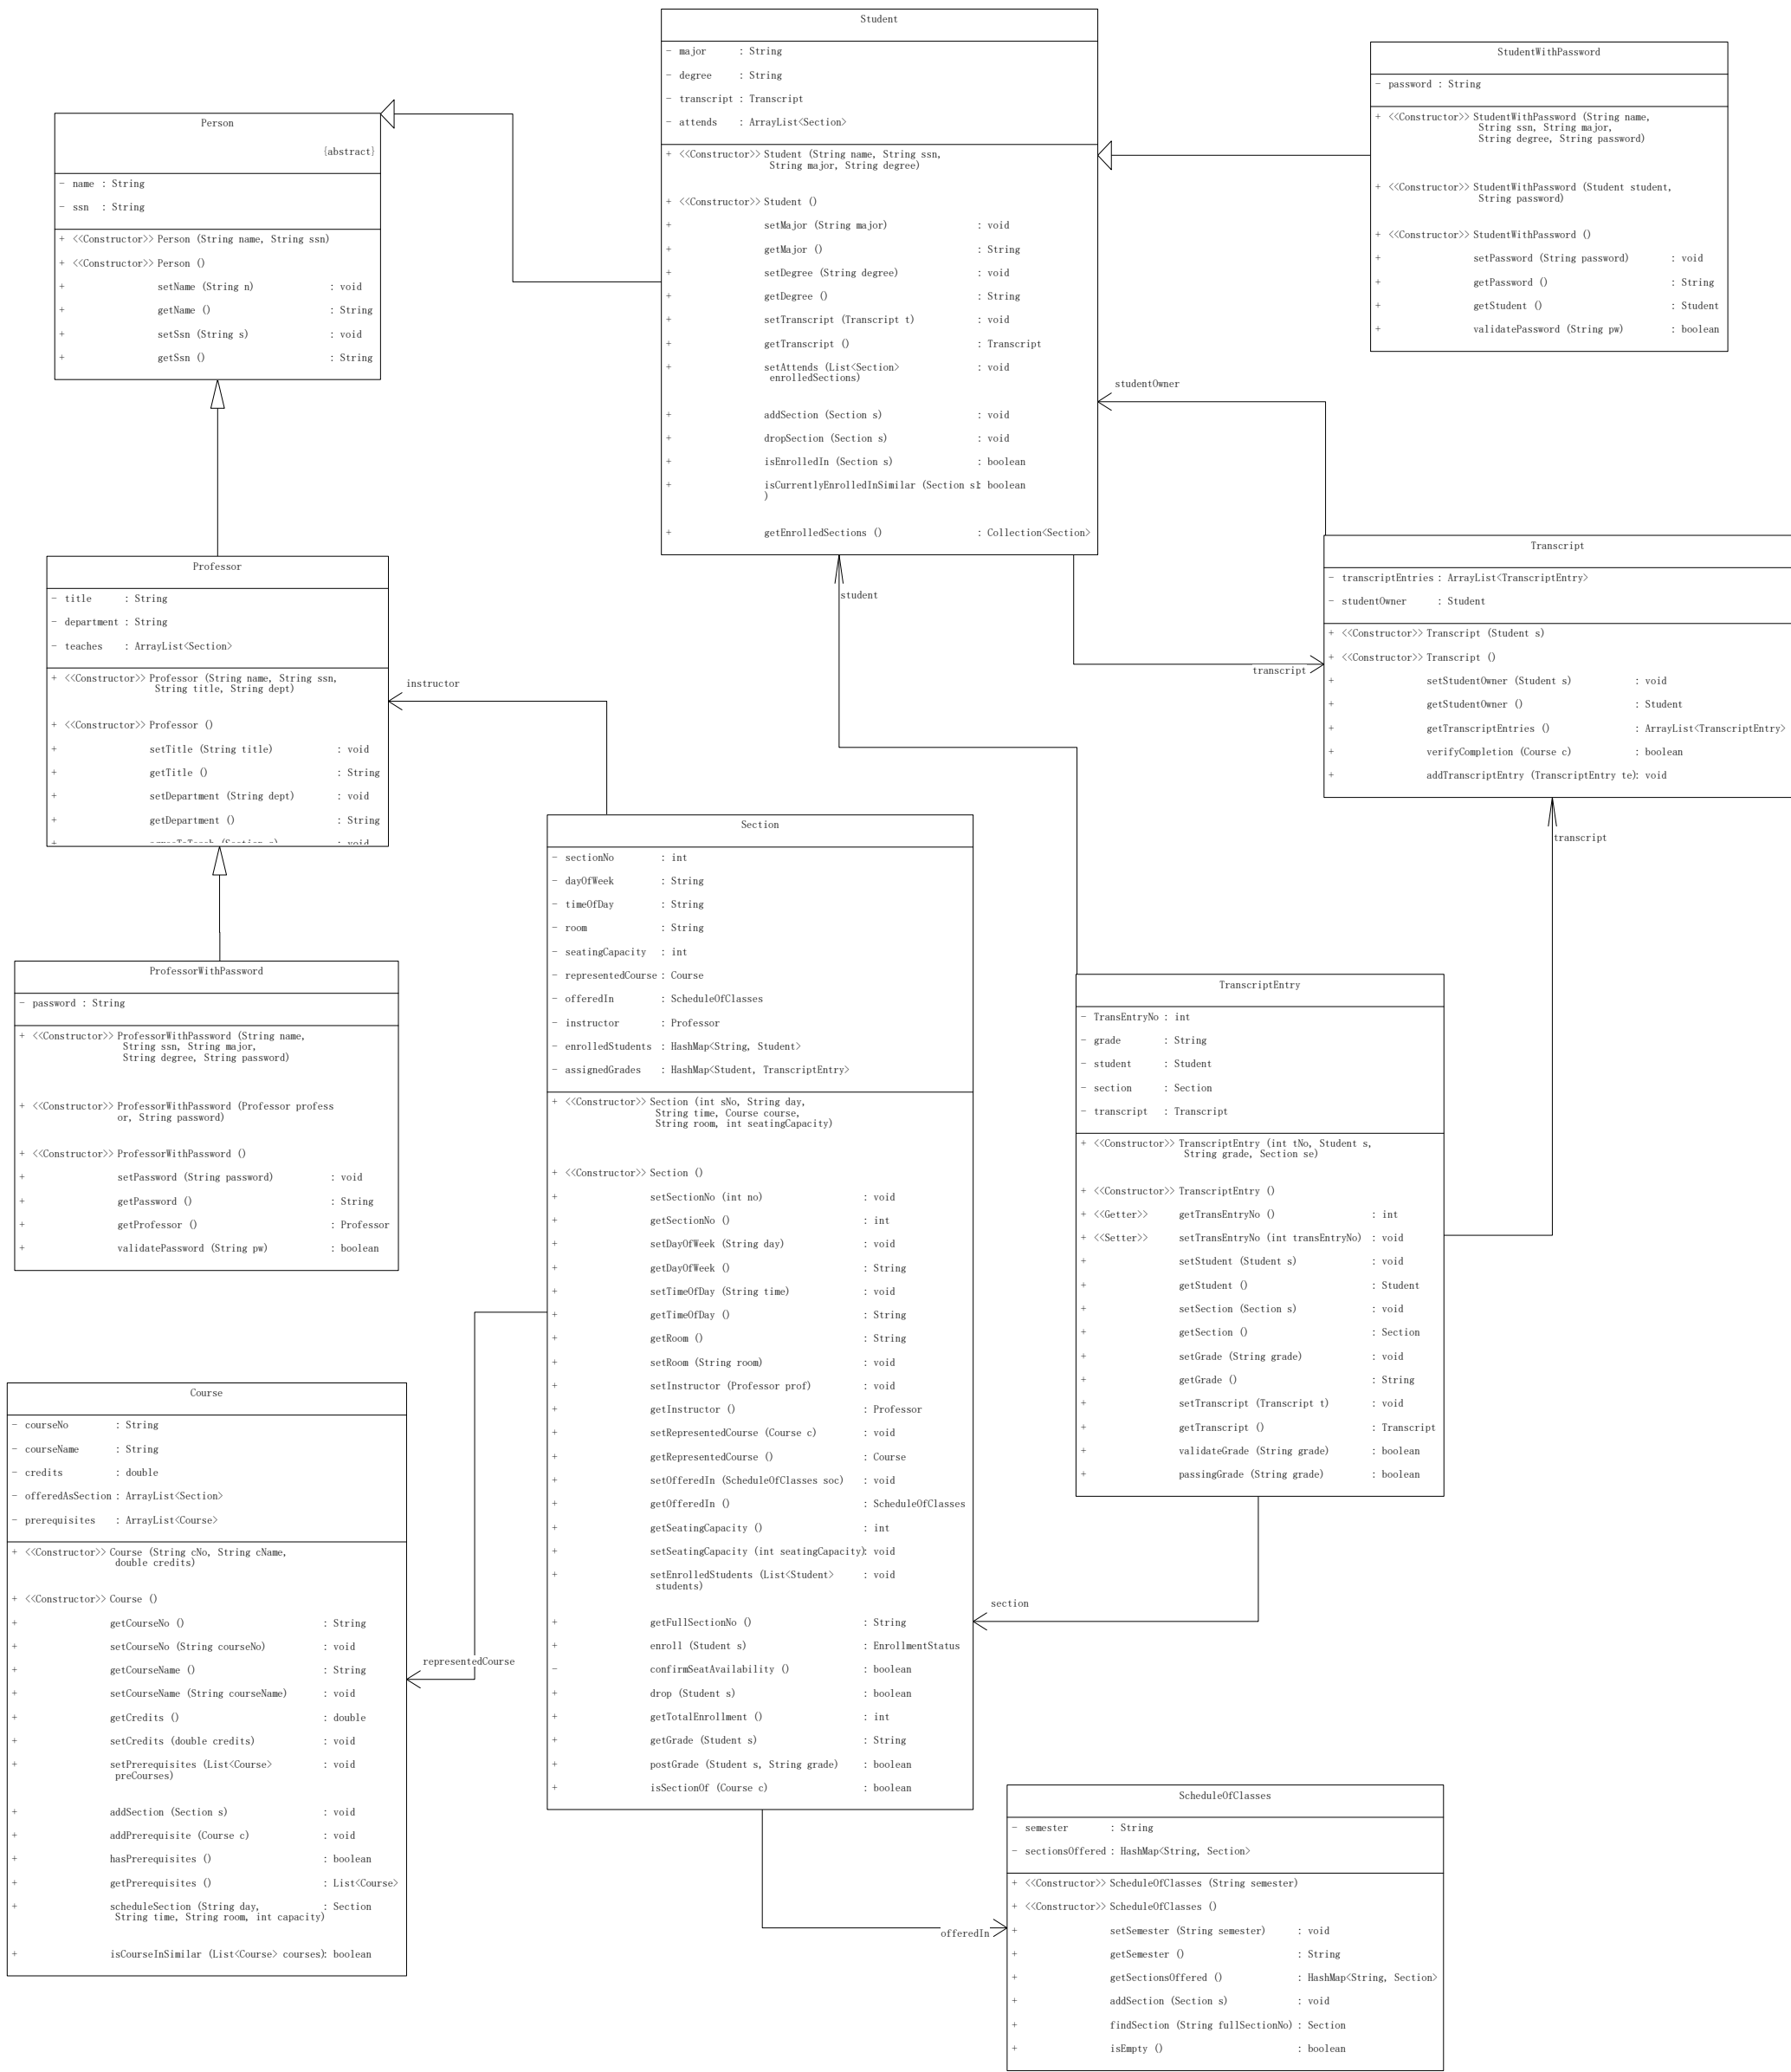 Student
- major : String
- degree : String
- transcript : Transcript
- attends : ArrayList<Section>
+ <<Constructor>> Student (String name, String ssn,
String major, String degree)
+ <<Constructor>> Student ()
+ setMajor (String major) : void
+ getMajor () : String
+ setDegree (String degree) : void
+ getDegree () : String
+ setTranscript (Transcript t) : void
+ getTranscript () : Transcript
+ setAttends (List<Section> : void
enrolledSections)
+ addSection (Section s) : void
+ dropSection (Section s) : void
+ isEnrolledIn (Section s) : boolean
+ isCurrentlyEnrolledInSimilar (Section s1 : boolean
)
+ getEnrolledSections () : Collection<Section>
StudentWithPassword
- password : String
+ <<Constructor>> StudentWithPassword (String name,
String ssn, String major,
String degree, String password)
+ <<Constructor>> StudentWithPassword (Student student,
String password)
+ <<Constructor>> StudentWithPassword ()
+ setPassword (String password) : void
+ getPassword () : String
+ getStudent () : Student
+ validatePassword (String pw) : boolean
Person
{abstract}
- name : String
- ssn : String
+ <<Constructor>> Person (String name, String ssn)
+ <<Constructor>> Person ()
+ setName (String n) : void
+ getName () : String
+ setSsn (String s) : void
+ getSsn () : String
studentOwner
student
transcript
Transcript
- transcriptEntries : ArrayList<TranscriptEntry>
- studentOwner : Student
+ <<Constructor>> Transcript (Student s)
+ <<Constructor>> Transcript ()
+ setStudentOwner (Student s) : void
+ getStudentOwner () : Student
+ getTranscriptEntries () : ArrayList<TranscriptEntry>
+ verifyCompletion (Course c) : boolean
+ addTranscriptEntry (TranscriptEntry te) : void
transcript
Professor
- title : String
- department : String
- teaches : ArrayList<Section>
+ <<Constructor>> Professor (String name, String ssn,
String title, String dept)
+ <<Constructor>> Professor ()
+ setTitle (String title) : void
+ getTitle () : String
+ setDepartment (String dept) : void
+ getDepartment () : String
+ : void
instructor
Section
- sectionNo : int
- dayOfWeek : String
- timeOfDay : String
- room : String
- seatingCapacity : int
- representedCourse : Course
- offeredIn : ScheduleOfClasses
- instructor : Professor
- enrolledStudents : HashMap<String, Student>
- assignedGrades : HashMap<Student, TranscriptEntry>
+ <<Constructor>> Section (int sNo, String day,
String time, Course course,
String room, int seatingCapacity)
+ <<Constructor>> Section ()
+ setSectionNo (int no) : void
+ getSectionNo () : int
+ setDayOfWeek (String day) : void
+ getDayOfWeek () : String
+ setTimeOfDay (String time) : void
+ getTimeOfDay () : String
+ getRoom () : String
+ setRoom (String room) : void
+ setInstructor (Professor prof) : void
+ getInstructor () : Professor
+ setRepresentedCourse (Course c) : void
+ getRepresentedCourse () : Course
+ setOfferedIn (ScheduleOfClasses soc) : void
+ getOfferedIn () : ScheduleOfClasses
+ getSeatingCapacity () : int
+ setSeatingCapacity (int seatingCapacity) : void
+ setEnrolledStudents (List<Student> : void
students)
+ getFullSectionNo () : String
+ enroll (Student s) : EnrollmentStatus
- confirmSeatAvailability () : boolean
+ drop (Student s) : boolean
+ getTotalEnrollment () : int
+ getGrade (Student s) : String
+ postGrade (Student s, String grade) : boolean
+ isSectionOf (Course c) : boolean
ProfessorWithPassword
- password : String
+ <<Constructor>> ProfessorWithPassword (String name,
String ssn, String major,
String degree, String password)
+ <<Constructor>> ProfessorWithPassword (Professor profess
or, String password)
+ <<Constructor>> ProfessorWithPassword ()
+ setPassword (String password) : void
+ getPassword () : String
+ getProfessor () : Professor
+ validatePassword (String pw) : boolean
TranscriptEntry
- TransEntryNo : int
- grade : String
- student : Student
- section : Section
- transcript : Transcript
+ <<Constructor>> TranscriptEntry (int tNo, Student s,
String grade, Section se)
+ <<Constructor>> TranscriptEntry ()
+ <<Getter>> getTransEntryNo () : int
+ <<Setter>> setTransEntryNo (int transEntryNo) : void
+ setStudent (Student s) : void
+ getStudent () : Student
+ setSection (Section s) : void
+ getSection () : Section
+ setGrade (String grade) : void
+ getGrade () : String
+ setTranscript (Transcript t) : void
+ getTranscript () : Transcript
+ validateGrade (String grade) : boolean
+ passingGrade (String grade) : boolean
section
Course
- courseNo : String
- courseName : String
- credits : double
- offeredAsSection : ArrayList<Section>
- prerequisites : ArrayList<Course>
+ <<Constructor>> Course (String cNo, String cName,
double credits)
+ <<Constructor>> Course ()
+ getCourseNo () : String
+ setCourseNo (String courseNo) : void
+ getCourseName () : String
+ setCourseName (String courseName) : void
+ getCredits () : double
+ setCredits (double credits) : void
+ setPrerequisites (List<Course> : void
preCourses)
+ addSection (Section s) : void
+ addPrerequisite (Course c) : void
+ hasPrerequisites () : boolean
+ getPrerequisites () : List<Course>
+ scheduleSection (String day, : Section
String time, String room, int capacity)
+ isCourseInSimilar (List<Course> courses) : boolean
representedCourse
offeredIn
ScheduleOfClasses
- semester : String
- sectionsOffered : HashMap<String, Section>
+ <<Constructor>> ScheduleOfClasses (String semester)
+ <<Constructor>> ScheduleOfClasses ()
+ setSemester (String semester) : void
+ getSemester () : String
+ getSectionsOffered () : HashMap<String, Section>
+ addSection (Section s) : void
+ findSection (String fullSectionNo) : Section
+ isEmpty () : boolean